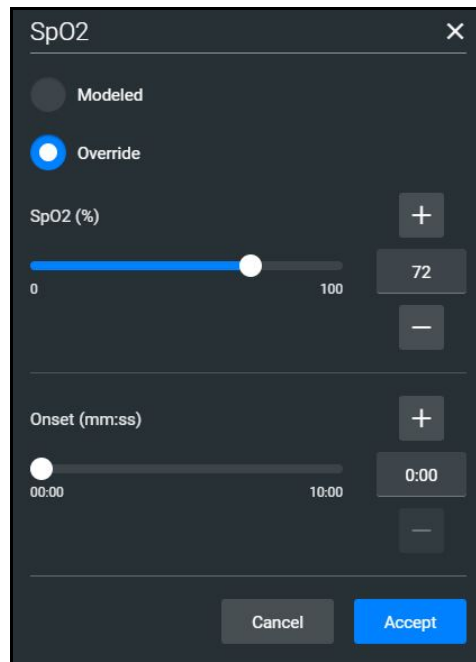 SpO2
Modeled
Override
SpO2 (%)
72
0 100
Onset (mm:ss)
0:00
00:00 10:00
Cancel Accept